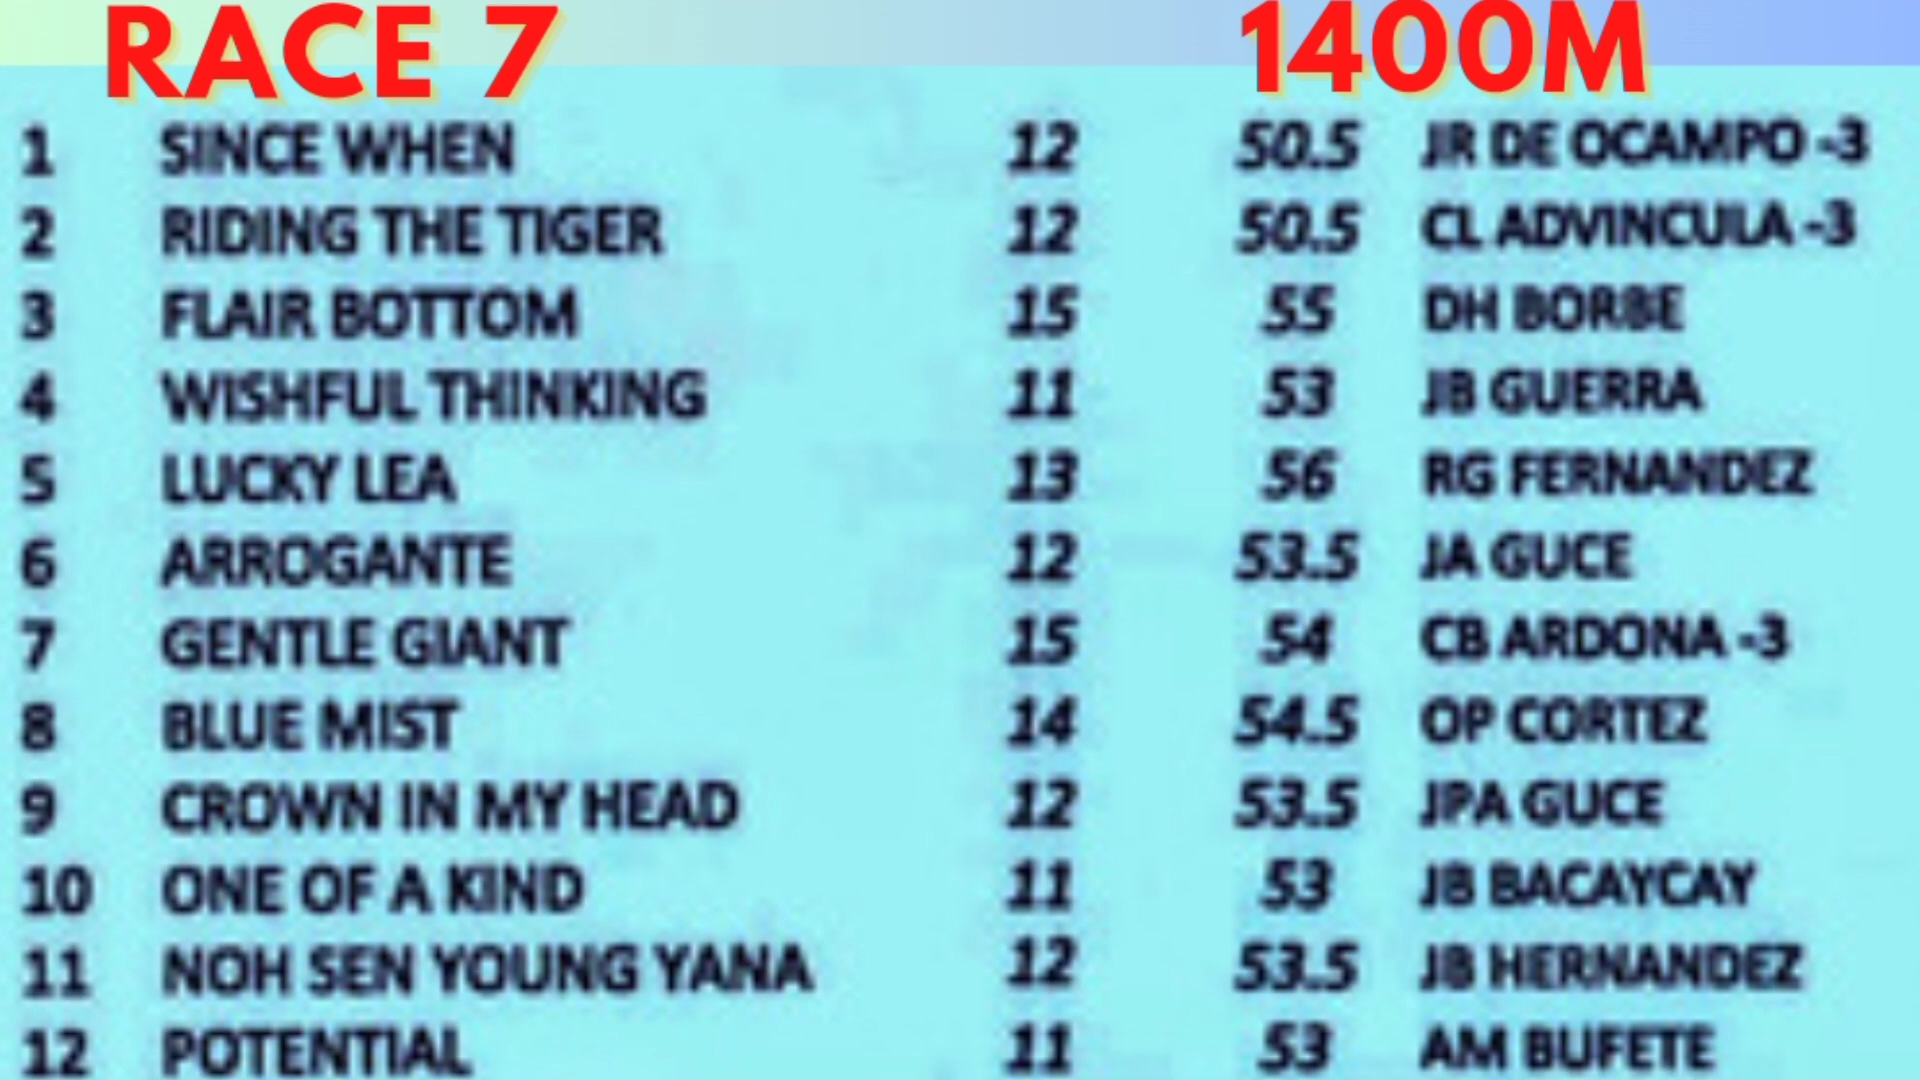 RACE 7 1400M
1 SINCE WHEN 12 50.5 JR DE OCAMPO -3
2 RIDING THE TIGER 12 50.5 CL ADVINCULA -3
3 FLAIR BOTTOM 15 55 DH BORBE
4 WISHFUL THINKING 11 53 JB GUERRA
5 LUCKY LEA 13 56 RG FERNANDEZ
6 ARROGANTE 12 53.5 JA GUCE
7 GENTLE GIANT 15 54 CB ARDONA -3
8 BLUE MIST 14 54.5 OP CORTEZ
9 CROWN IN MY HEAD 12 53.5 JPA GUCE
10 ONE OF A KIND 11 53 JB BACAYCAY
11 NOH SEN YOUNG YANA 12 53.5 JB HERNANDEZ
12 POTENTIAL 11 53 AM BUFETE